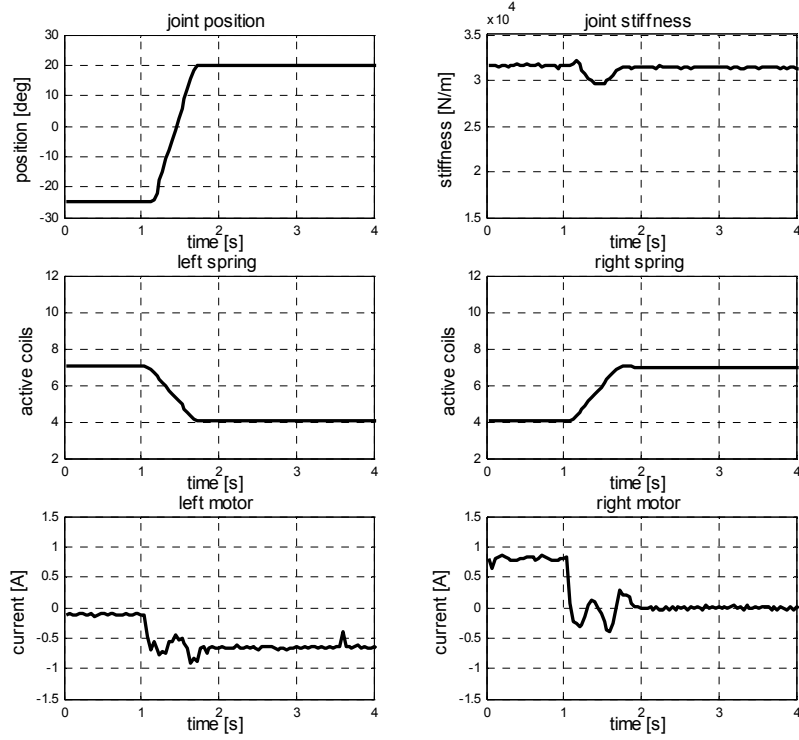 joint position
position [deg]
30
20
10
0
-10
-20
-30
0 1 2 3 4
time [s]
joint stiffness
x 10^4
stiffness [N/m]
3.5
3
2.5
2
1.5
0 1 2 3 4
time [s]
left spring
active coils
12
10
8
6
4
2
0 1 2 3 4
time [s]
right spring
active coils
12
10
8
6
4
2
0 1 2 3 4
time [s]
left motor
current [A]
1.5
1
0.5
0
-0.5
-1
-1.5
0 1 2 3 4
time [s]
right motor
current [A]
1.5
1
0.5
0
-0.5
-1
-1.5
0 1 2 3 4
time [s]